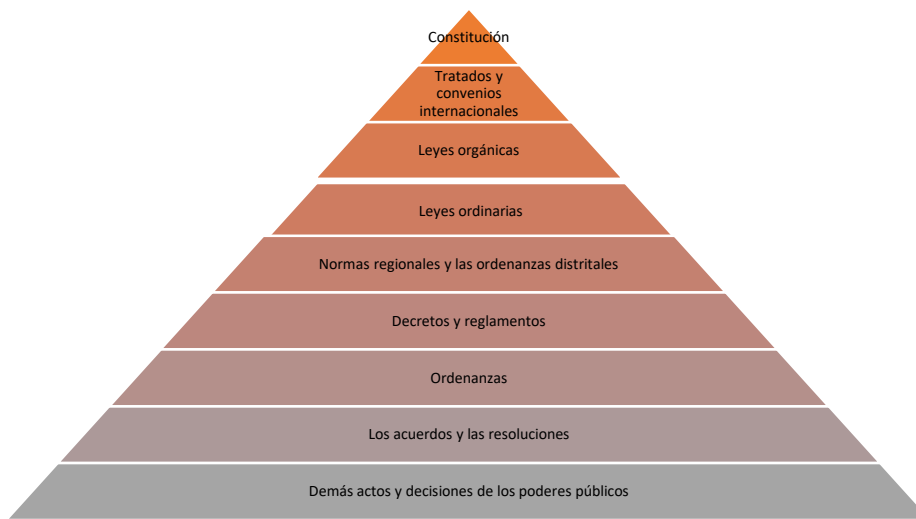 Constitución
Tratados y
convenios
internacionales
Leyes orgánicas
Leyes ordinarias
Normas regionales y las ordenanzas distritales
Decretos y reglamentos
Ordenanzas
Los acuerdos y las resoluciones
Demás actos y decisiones de los poderes públicos